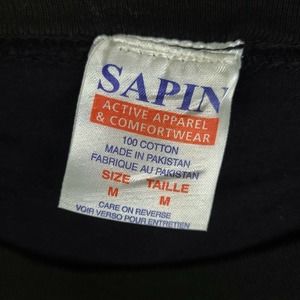 SAPIN
ACTIVE APPAREL
& COMFORTWEAR
100 COTTON
MADE IN PAKISTAN
FABRIQUE AU PAKISTAN
SIZE TAILLE
M M
CARE ON REVERSE
VOIR VERSO POUR ENTRETIEN